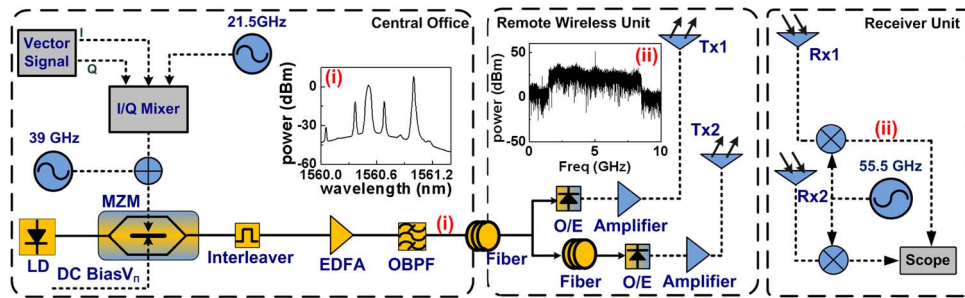 Central Office
Vector
Signal
I
Q
21.5GHz
I/Q Mixer
39 GHz
MZM
LD
DC BiasVn
Interleaver
EDFA
OBPF
(i)
Fiber
(i)
power (dBm)
0
-30
-60
1560.0 1560.6 1561.2
wavelength (nm)
Remote Wireless Unit
(ii)
power (dBm)
50
0
-50
0 5 10
Freq (GHz)
Tx1
Tx2
O/E
Amplifier
Fiber
O/E
Amplifier
Receiver Unit
Rx1
(ii)
55.5 GHz
Rx2
Scope